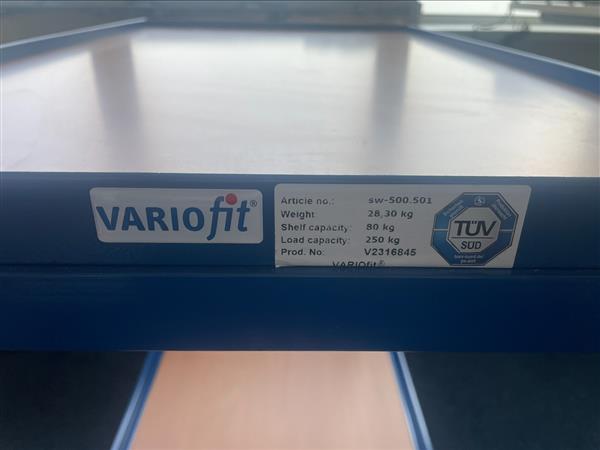 VARIOfit®
Article no.: sw-500.501
Weight 28,30 kg
Shelf capacity: 80 kg
Load capacity: 250 kg
Prod. No: V2316845
VARIOfit®
TÜV
SÜD